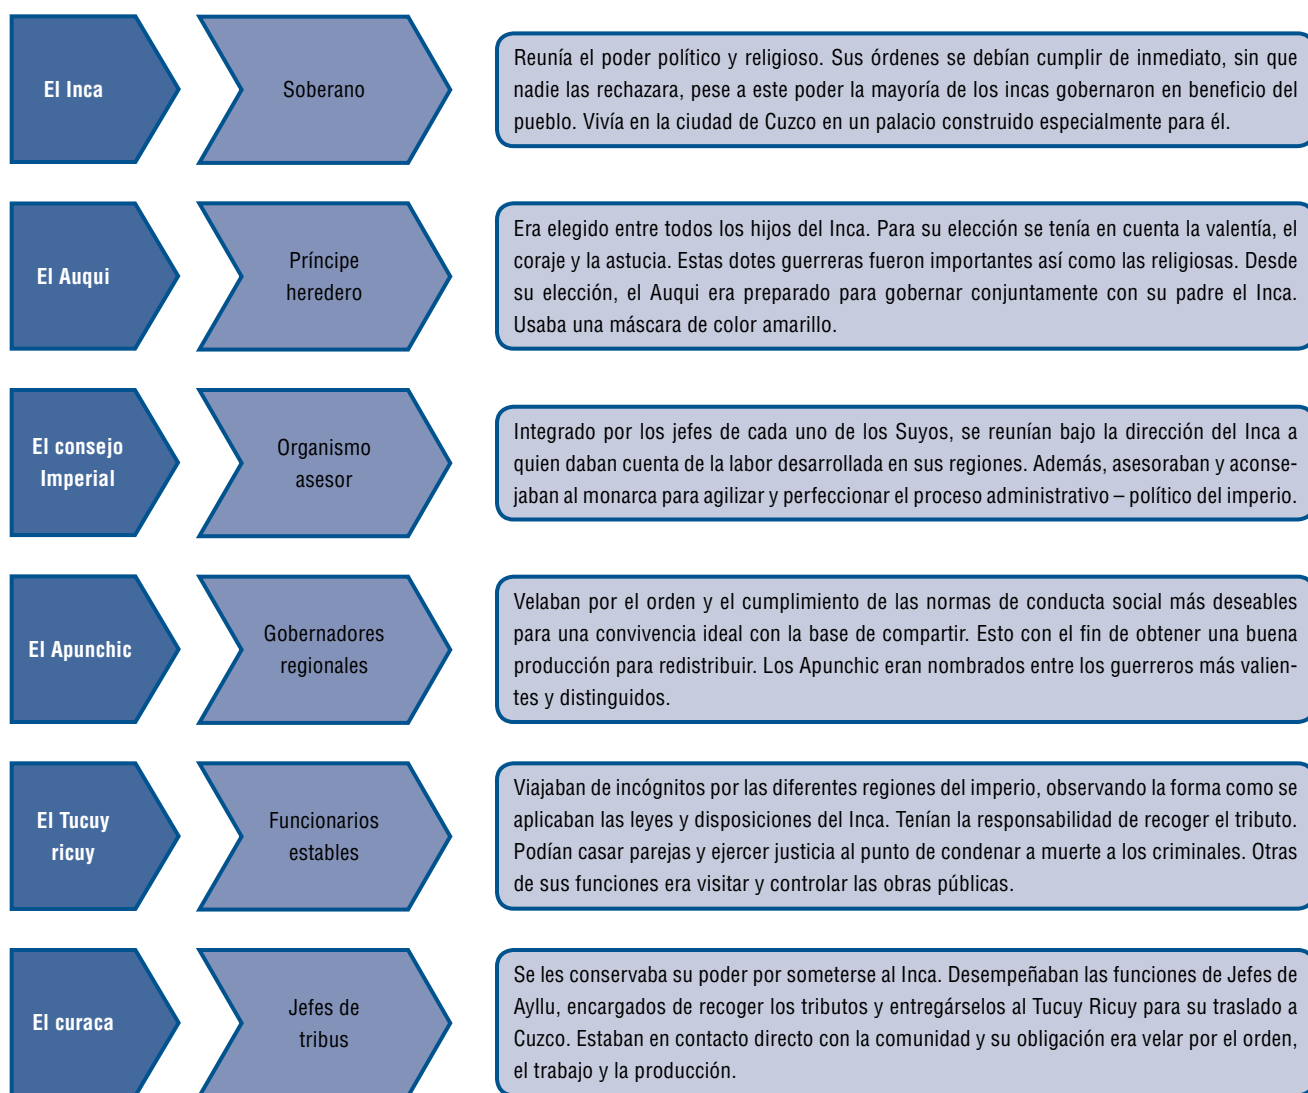 El Inca
Soberano
Reunía el poder político y religioso. Sus órdenes se debían cumplir de inmediato, sin que
nadie las rechazara, pese a este poder la mayoría de los incas gobernaron en beneficio del
pueblo. Vivía en la ciudad de Cuzco en un palacio construido especialmente para él.
El Auqui
Príncipe
heredero
Era elegido entre todos los hijos del Inca. Para su elección se tenía en cuenta la valentía, el
coraje y la astucia. Estas dotes guerreras fueron importantes así como las religiosas. Desde
su elección, el Auqui era preparado para gobernar conjuntamente con su padre el Inca.
Usaba una máscara de color amarillo.
El consejo
Imperial
Organismo
asesor
Integrado por los jefes de cada uno de los Suyos, se reunían bajo la dirección del Inca a
quien daban cuenta de la labor desarrollada en sus regiones. Además, asesoraban y aconse-
jaban al monarca para agilizar y perfeccionar el proceso administrativo – político del imperio.
El Apunchic
Gobernadores
regionales
Velaban por el orden y el cumplimiento de las normas de conducta social más deseables
para una convivencia ideal con la base de compartir. Esto con el fin de obtener una buena
producción para redistribuir. Los Apunchic eran nombrados entre los guerreros más valien-
tes y distinguidos.
El Tucuy
ricuy
Funcionarios
estables
Viajaban de incógnitos por las diferentes regiones del imperio, observando la forma como se
aplicaban las leyes y disposiciones del Inca. Tenían la responsabilidad de recoger el tributo.
Podían casar parejas y ejercer justicia al punto de condenar a muerte a los criminales. Otras
de sus funciones era visitar y controlar las obras públicas.
El curaca
Jefes de
tribus
Se les conservaba su poder por someterse al Inca. Desempeñaban las funciones de Jefes de
Ayllu, encargados de recoger los tributos y entregárselos al Tucuy Ricuy para su traslado a
Cuzco. Estaban en contacto directo con la comunidad y su obligación era velar por el orden,
el trabajo y la producción.